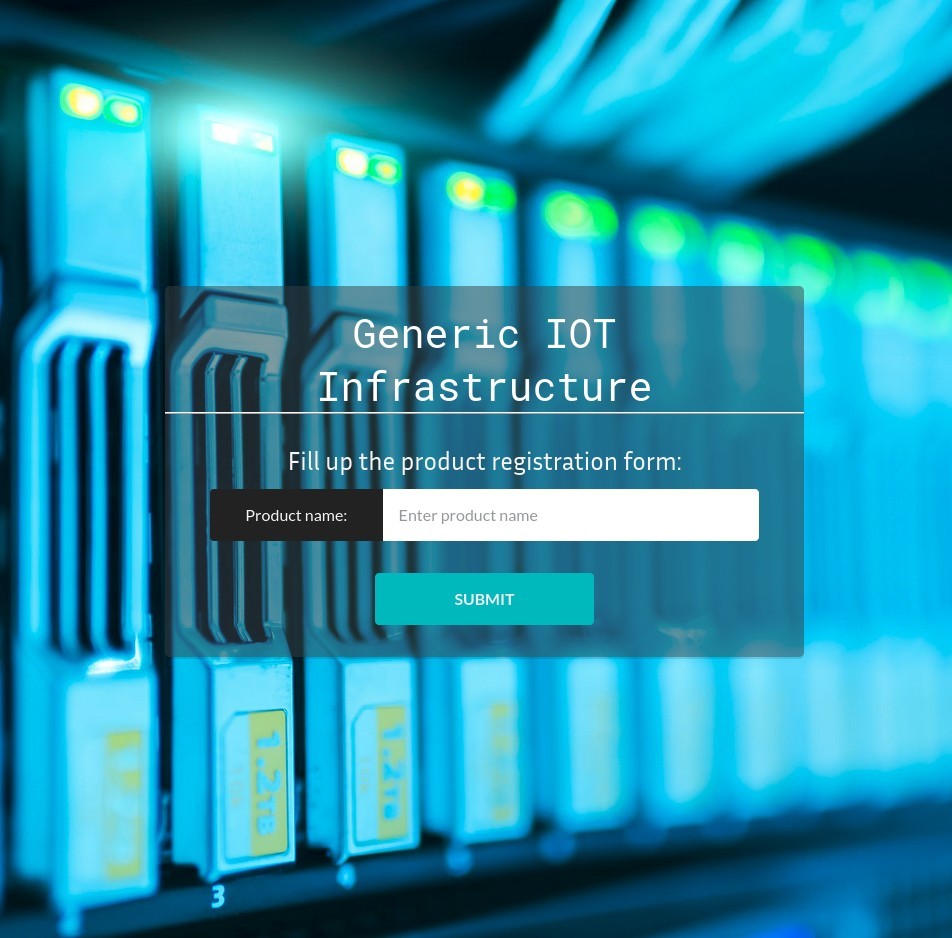 Generic IOT
Infrastructure
Fill up the product registration form:
Product name:
Enter product name
SUBMIT
1.2TB
1.2TB
3